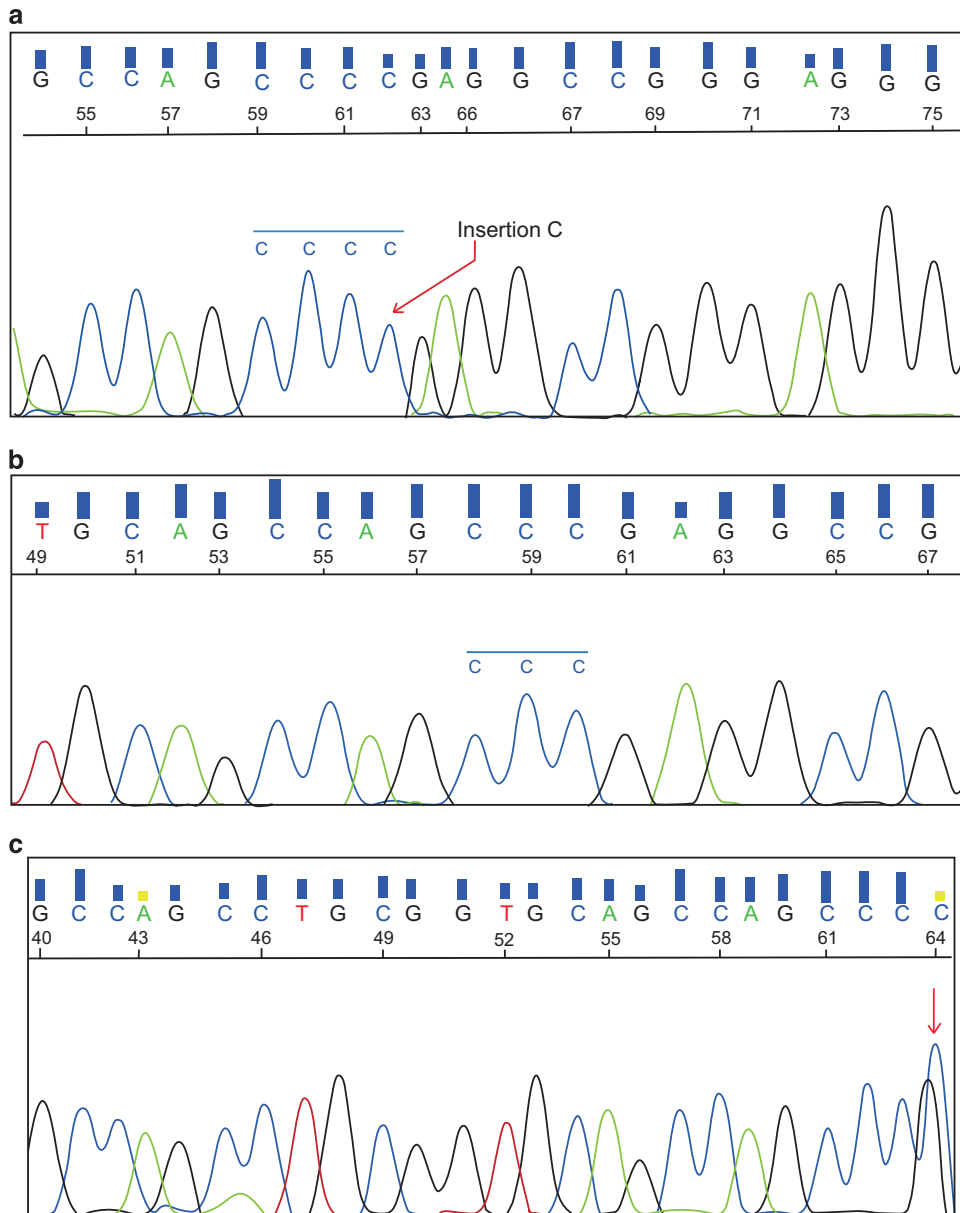 a
G C C A G C C C C G A G G C C G G G A G G G
55 57 59 61 63 66 67 69 71 73 75
Insertion C
C C C C
b
T G C A G C C A G C C C G A G G C C G
49 51 53 55 57 59 61 63 65 67
C C C
c
G C C A G C C T G C G G T G C A G C C A G C C C C
40 43 46 49 52 55 58 61 64